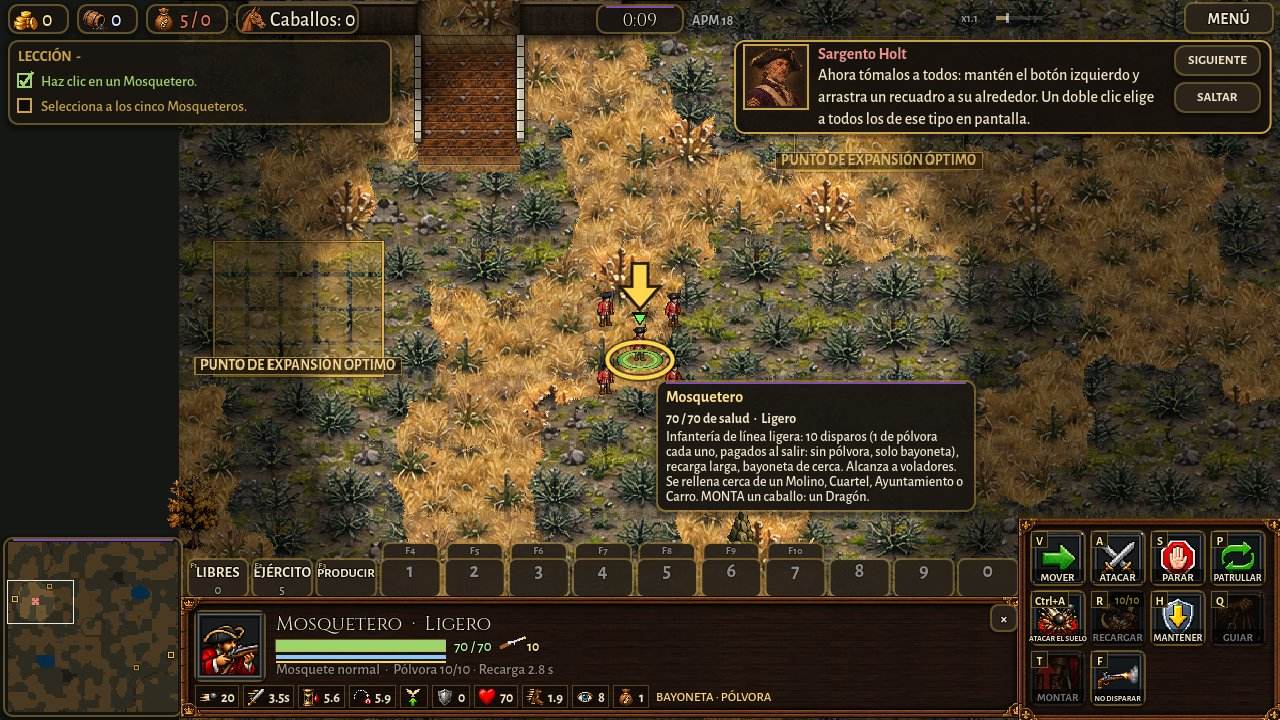 0
0
5 / 0
Caballos: 0
0:09
APM 18
x1.1
MENÚ
LECCIÓN -
Haz clic en un Mosquetero.
Selecciona a los cinco Mosqueteros.
Sargento Holt
Ahora tómalos a todos: mantén el botón izquierdo y
arrastra un recuadro a su alrededor. Un doble clic elige
a todos los de ese tipo en pantalla.
SIGUIENTE
SALTAR
PUNTO DE EXPANSIÓN ÓPTIMO
PUNTO DE EXPANSIÓN ÓPTIMO
Mosquetero
70 / 70 de salud · Ligero
Infantería de línea ligera: 10 disparos (1 de pólvora
cada uno, pagados al salir: sin pólvora, solo bayoneta),
recarga larga, bayoneta de cerca. Alcanza a voladores.
Se rellena cerca de un Molino, Cuartel, Ayuntamiento o
Carro. MONTA un caballo: un Dragón.
LIBRES
0
EJÉRCITO
5
PRODUCIR
F4
1
F5
2
F6
3
F7
4
F8
5
F9
6
F10
7
8
9
0
MOSQUETERO · LIGERO
70 / 70
10
Mosquete normal · Pólvora 10/10 · Recarga 2.8 s
20
3.5s
5.6
5.9
0
70
1.9
8
1
BAYONETA · PÓLVORA
×
V
MOVER
A
ATACAR
S
PARAR
P
PATRULLAR
Ctrl+A
ATACAR EL SUELO
R
10/10
RECARGAR
H
MANTENER
Q
GUIAR
T
MONTAR
F
NO DISPARAR